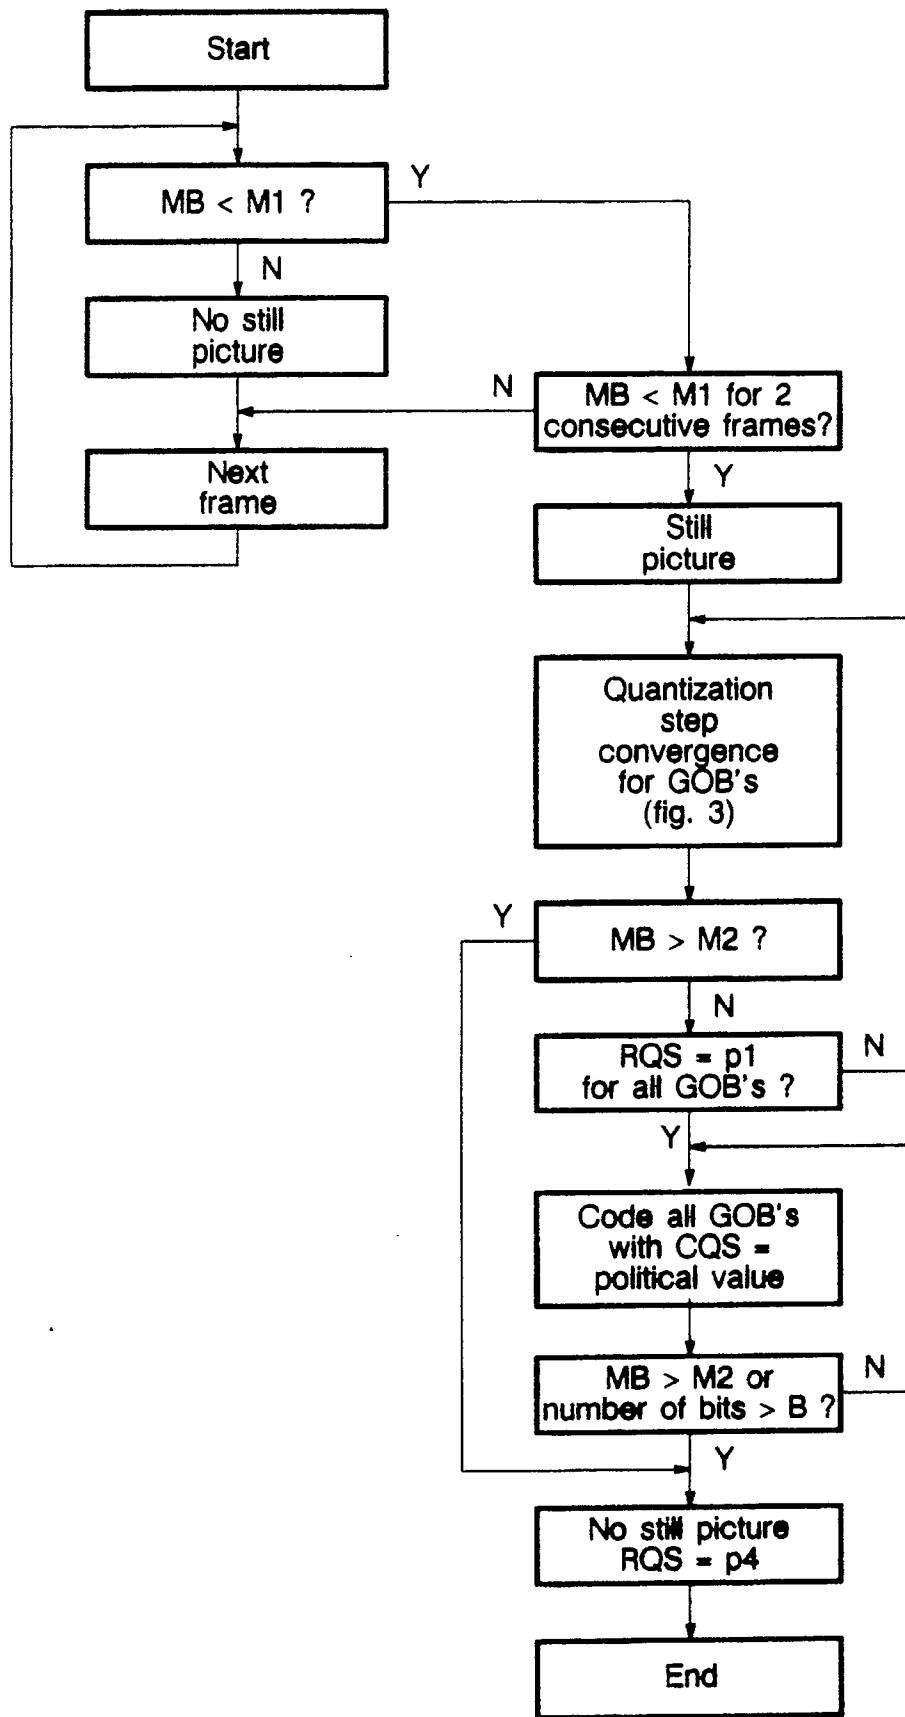 Start
MB < M1 ?
Y
N
No still
picture
N
MB < M1 for 2
consecutive frames?
Y
Next
frame
Still
picture
Quantization
step
convergence
for GOB's
(fig. 3)
Y
MB > M2 ?
N
RQS = p1
for all GOB's ?
N
Y
Code all GOB's
with CQS =
political value
MB > M2 or
number of bits > B ?
N
Y
No still picture
RQS = p4
End